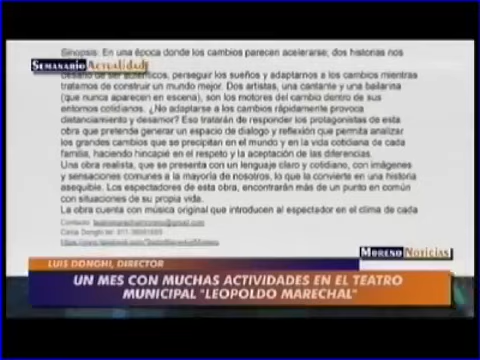 Sinopsis: En una época donde los cambios parecen acelerarse; dos historias nos
SEMANARIO Actualidad
desafío de ser auténticos, perseguir los sueños y adaptarnos a los cambios mientras
tratamos de construir un mundo mejor. Dos artistas, una cantante y una bailarina
(que nunca aparecen en escena), son los motores del cambio dentro de sus
entornos cotidianos. ¿No adaptarse a los cambios rápidamente provoca
distanciamiento y desamor? Eso tratarán de responder los protagonistas de esta
obra que pretende generar un espacio de dialogo y reflexión que permita analizar
los grandes cambios que se precipitan en el mundo y en la vida cotidiana de cada
familia, haciendo hincapié en el respeto y la aceptación de las diferencias.
Una obra realista, que se presenta con un lenguaje claro y cotidiano, con imágenes
y sensaciones comunes a la mayoría de nosotros, lo que la convierte en una historia
asequible. Los espectadores de esta obra, encontrarán más de un punto en común
con situaciones de su propia vida.
La obra cuenta con música original que introducen al espectador en el clima de cada
Contacto:
Carlos Donghi tel: 011-
MORENO Noticias
LUIS DONGHI, DIRECTOR
UN MES CON MUCHAS ACTIVIDADES EN EL TEATRO
MUNICIPAL "LEOPOLDO MARECHAL"